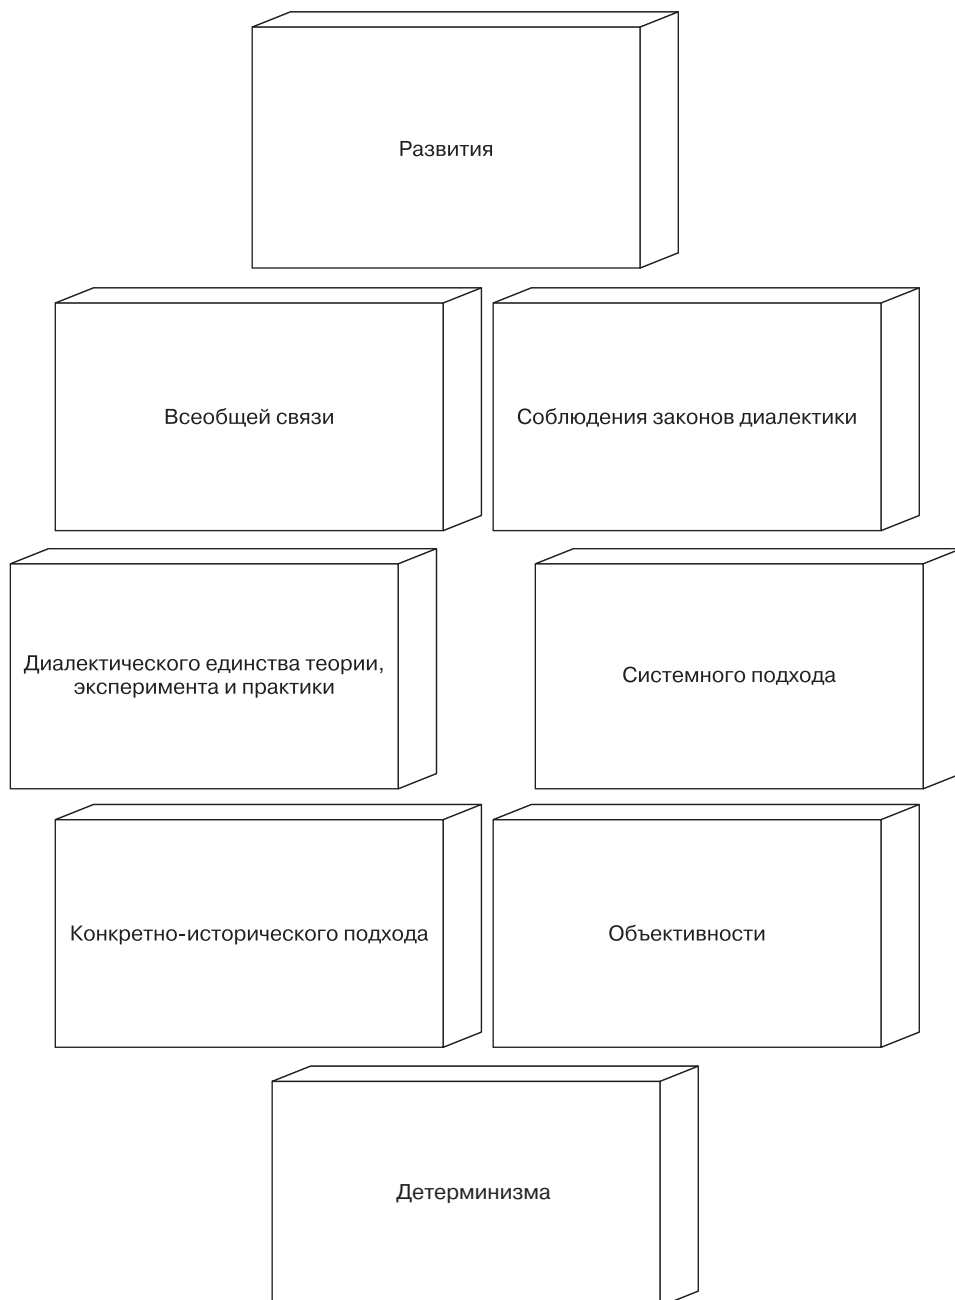 Развития
Всеобщей связи
Соблюдения законов диалектики
Диалектического единства теории,
эксперимента и практики
Системного подхода
Конкретно-исторического подхода
Объективности
Детерминизма